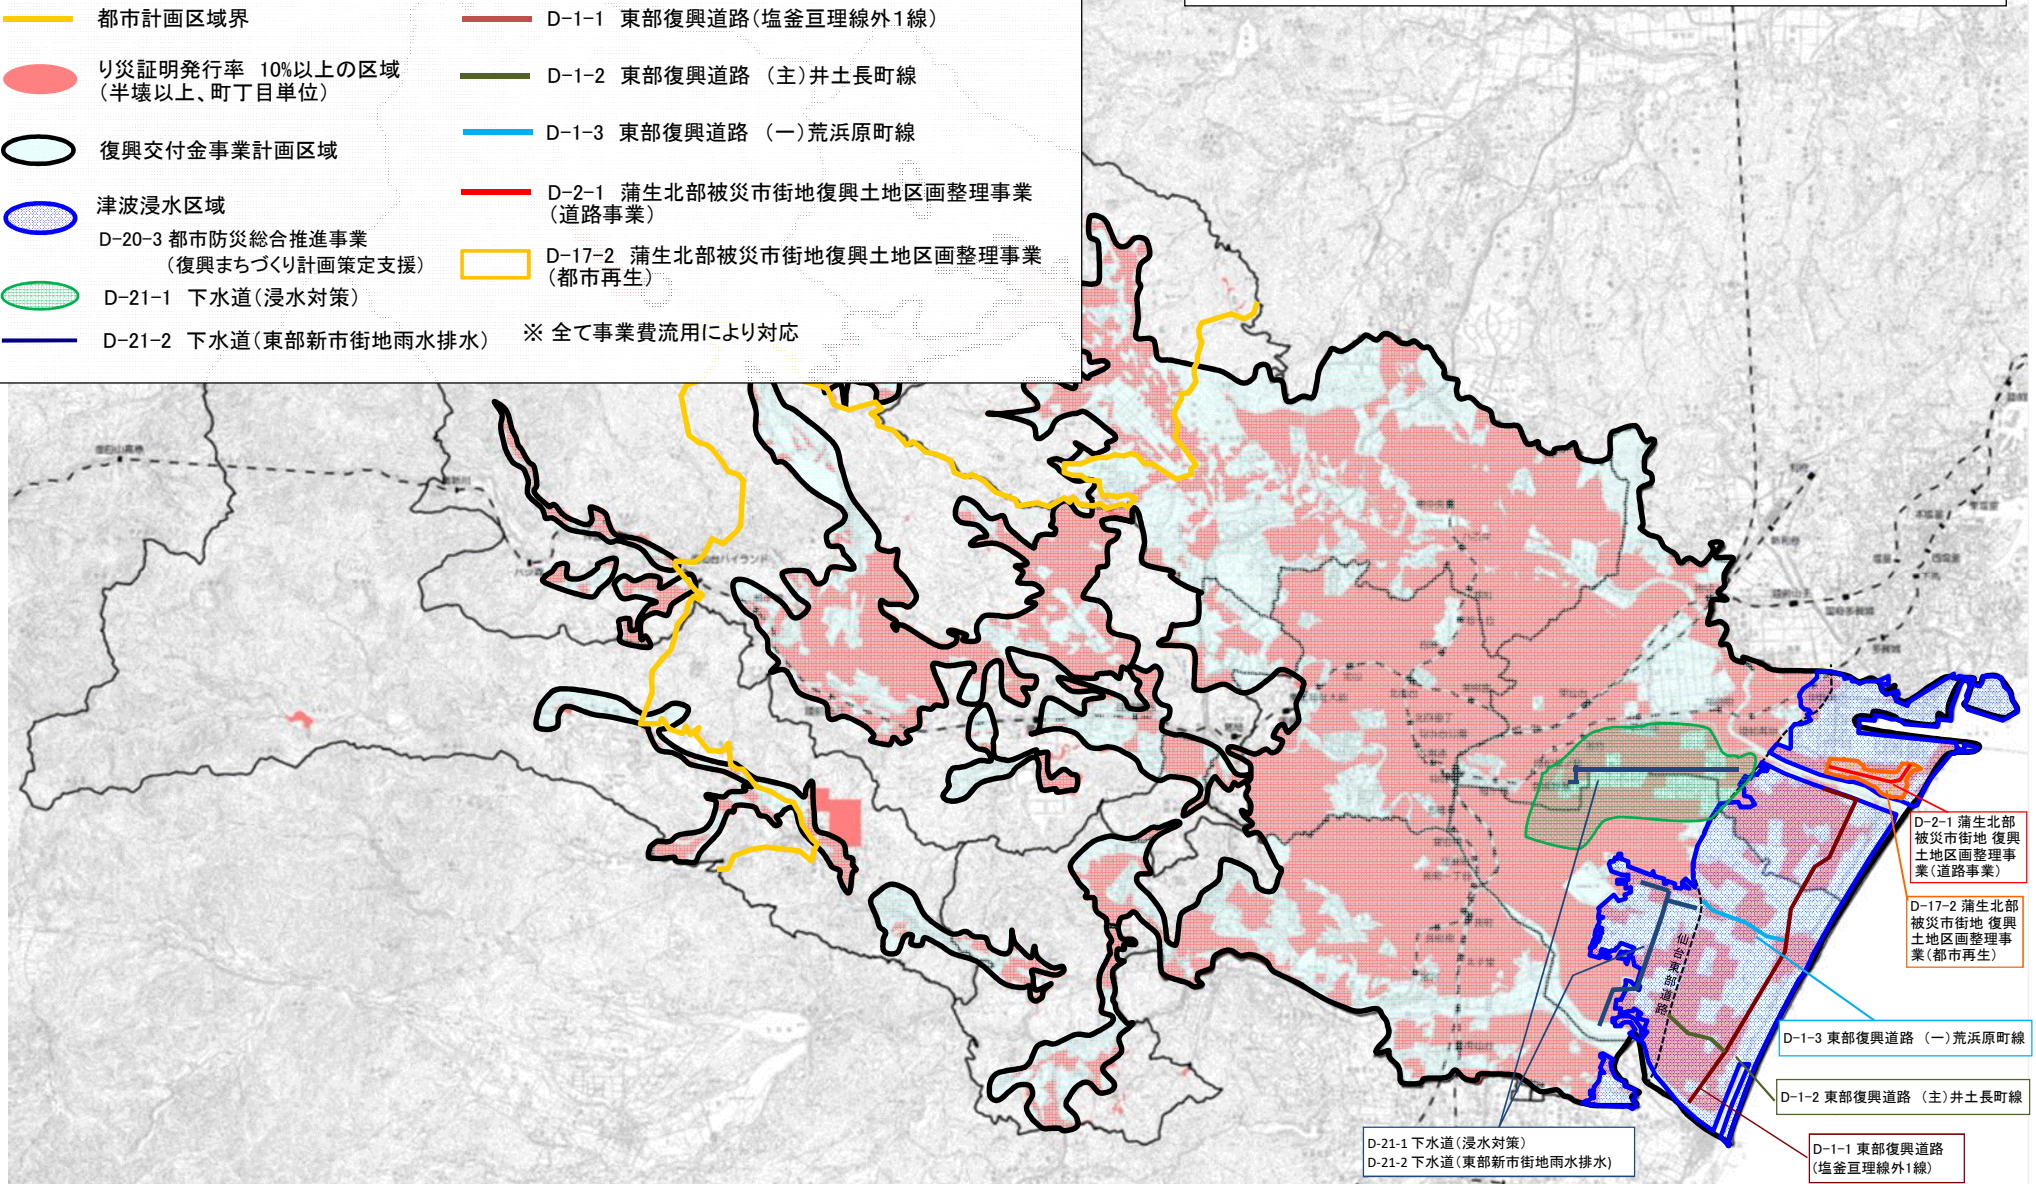 都市計画区域界
り災証明発行率 10%以上の区域
(半壊以上、町丁目単位)
復興交付金事業計画区域
津波浸水区域
D-20-3 都市防災総合推進事業
(復興まちづくり計画策定支援)
D-21-1 下水道(浸水対策)
D-21-2 下水道(東部新市街地雨水排水)
D-1-1 東部復興道路(塩釜亘理線外1線)
D-1-2 東部復興道路 (主)井土長町線
D-1-3 東部復興道路 (一)荒浜原町線
D-2-1 蒲生北部被災市街地復興土地区画整理事業
(道路事業)
D-17-2 蒲生北部被災市街地復興土地区画整理事業
(都市再生)
※ 全て事業費流用により対応
仙台東部道路
D-2-1 蒲生北部
被災市街地 復興
土地区画整理事
業(道路事業)
D-17-2 蒲生北部
被災市街地 復興
土地区画整理事
業(都市再生)
D-1-3 東部復興道路 (一)荒浜原町線
D-1-2 東部復興道路 (主)井土長町線
D-1-1 東部復興道路
(塩釜亘理線外1線)
D-21-1 下水道(浸水対策)
D-21-2 下水道(東部新市街地雨水排水)